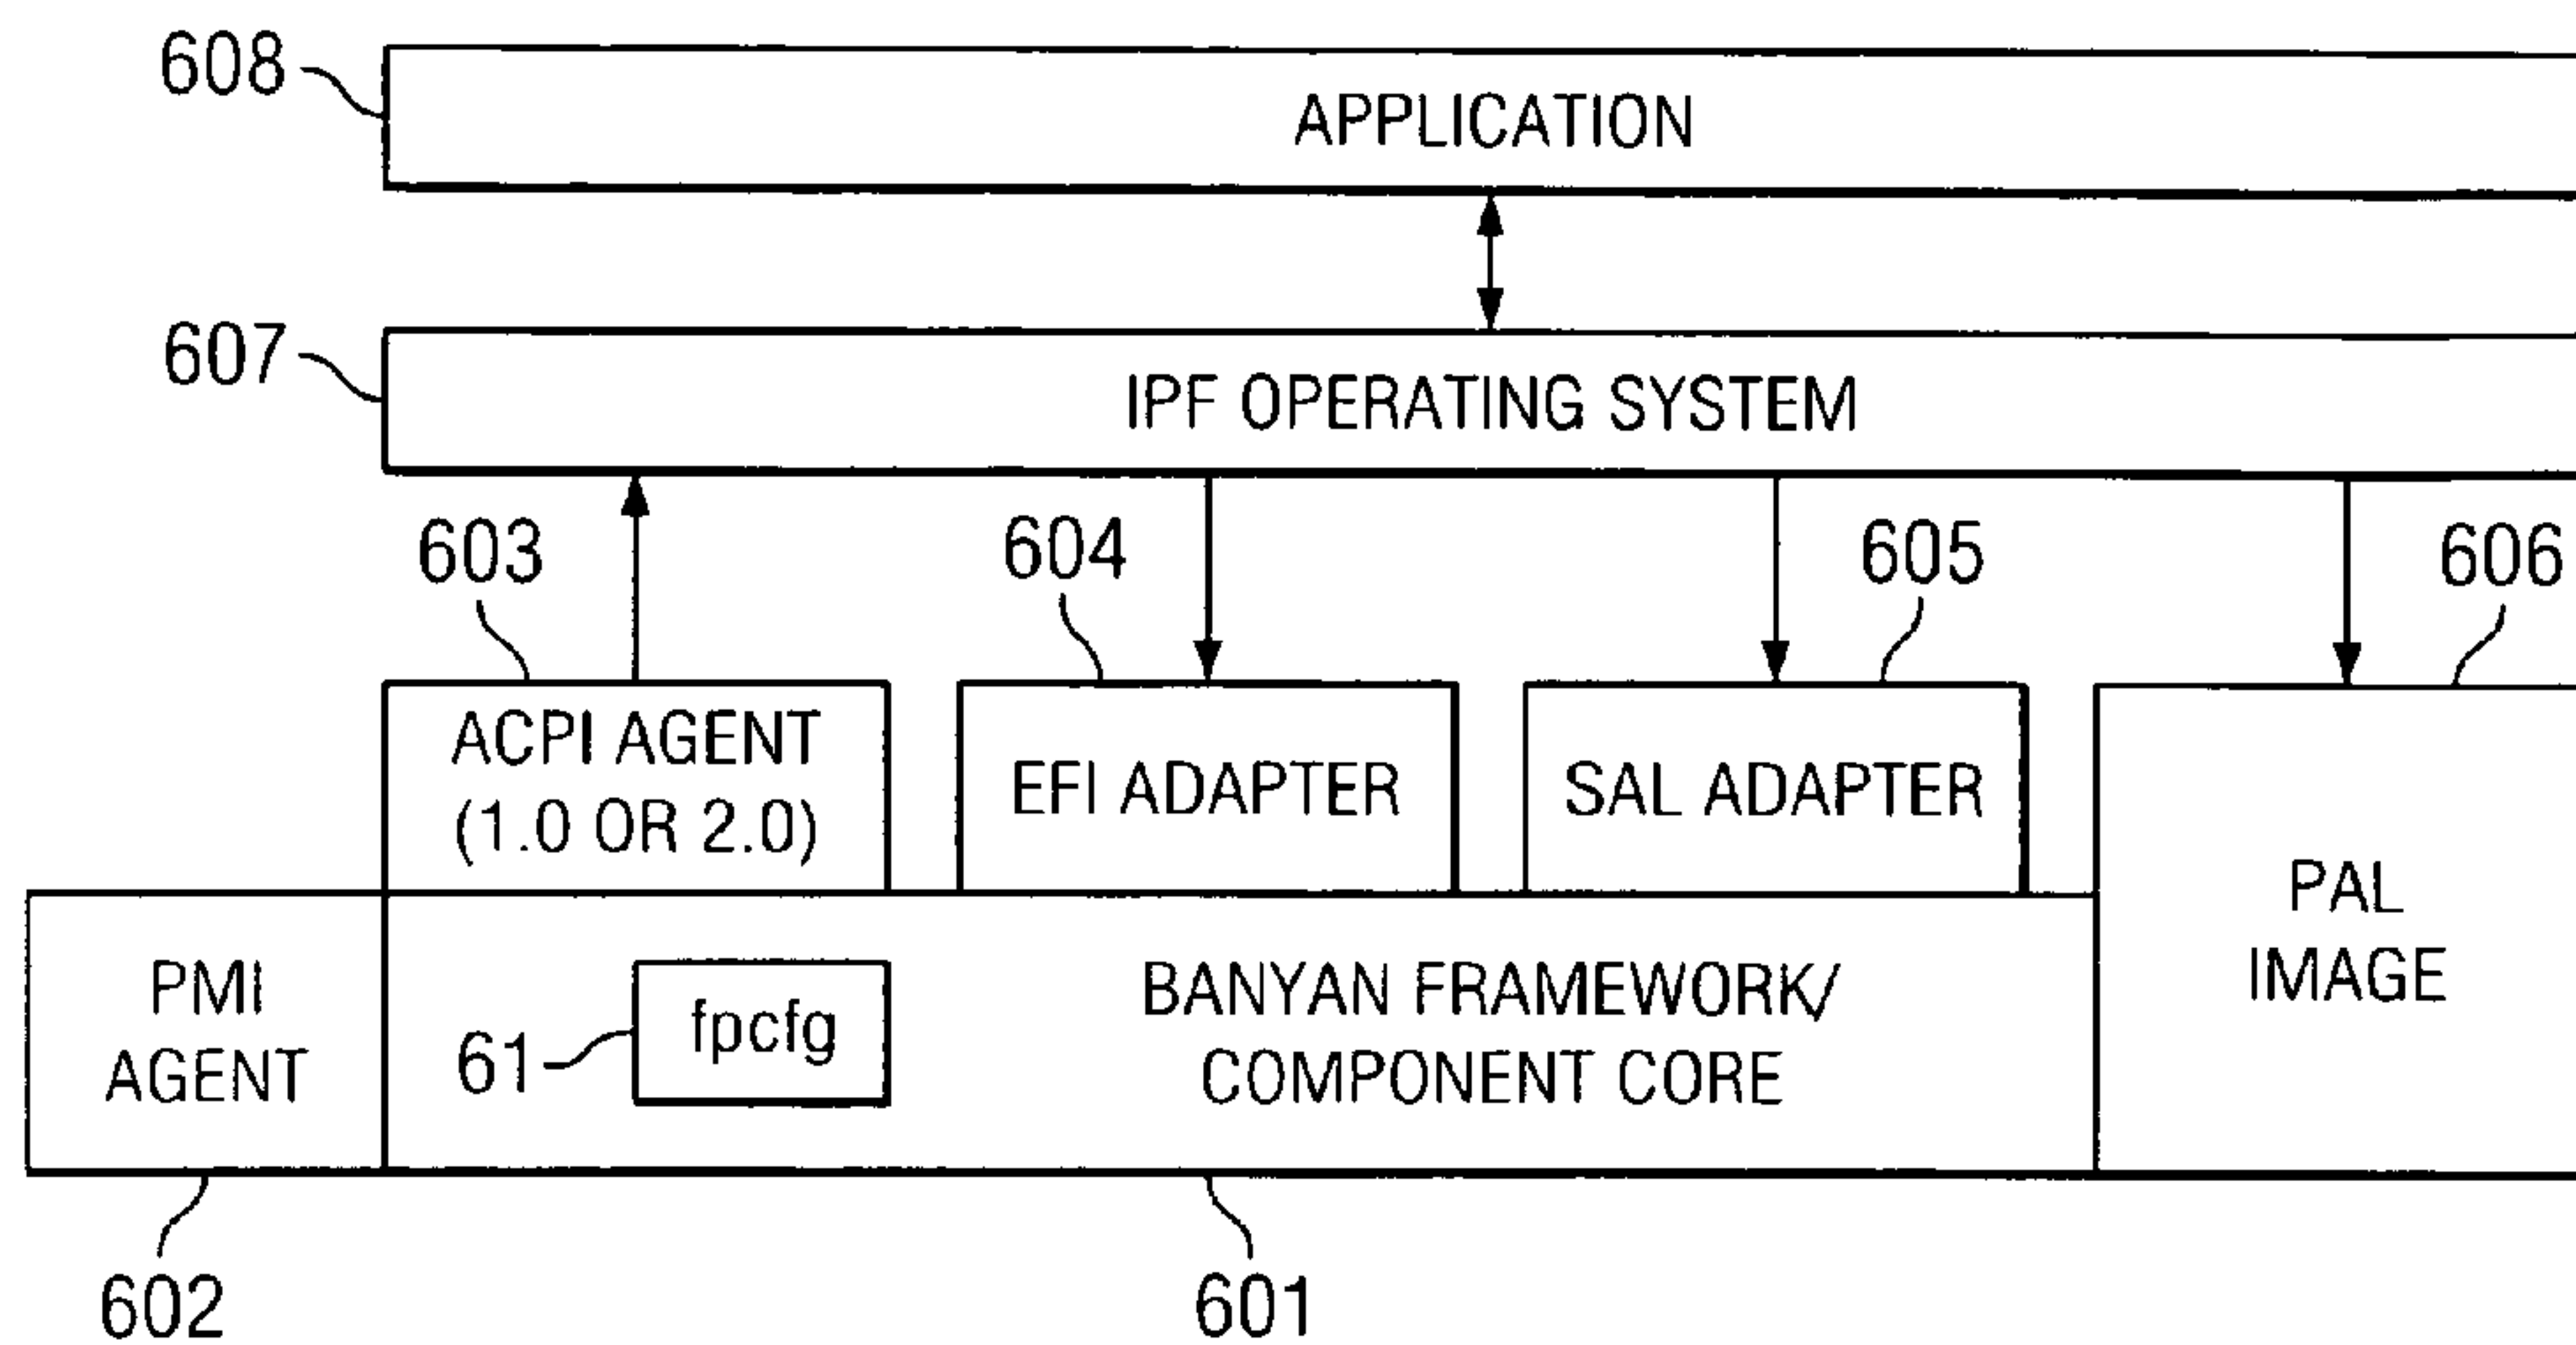 608
APPLICATION
607
IPF OPERATING SYSTEM
603
604
605
606
ACPI AGENT
(1.0 OR 2.0)
EFI ADAPTER
SAL ADAPTER
PAL
IMAGE
PMI
AGENT
61
fpcfg
BANYAN FRAMEWORK/
COMPONENT CORE
602
601